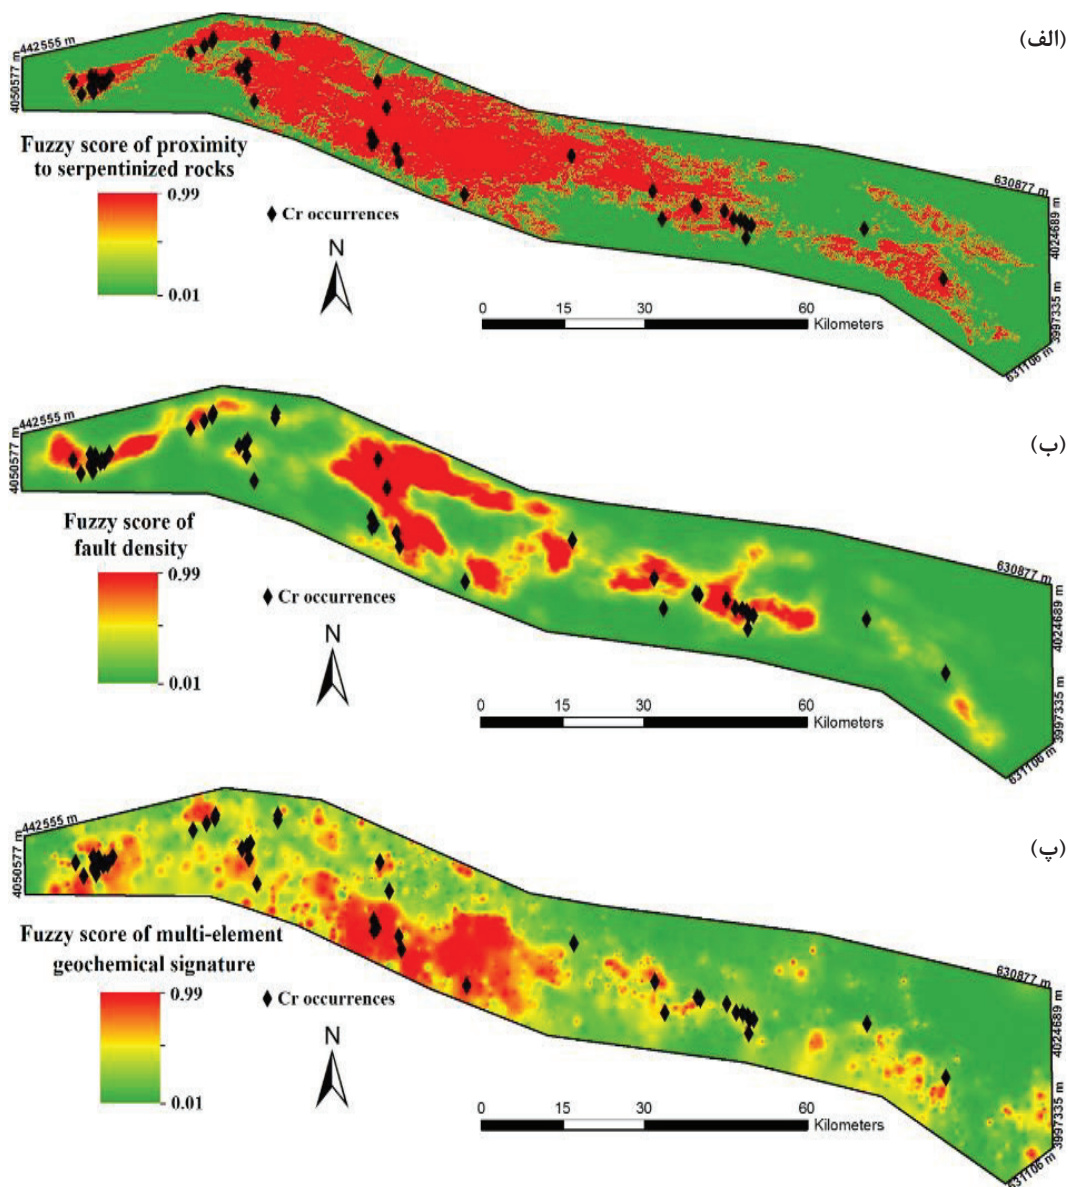 (الف)
442555 m
4050577 m
630877 m
4024689 m
3997335 m
631106 m
Fuzzy score of proximity
to serpentinized rocks
0.99
0.01
Cr occurrences
N
0 15 30 60
Kilometers
(ب)
442555 m
4050577 m
630877 m
4024689 m
3997335 m
631106 m
Fuzzy score of
fault density
0.99
0.01
Cr occurrences
N
0 15 30 60
Kilometers
(پ)
442555 m
4050577 m
630877 m
4024689 m
3997335 m
631106 m
Fuzzy score of multi-element
geochemical signature
0.99
0.01
Cr occurrences
N
0 15 30 60
Kilometers